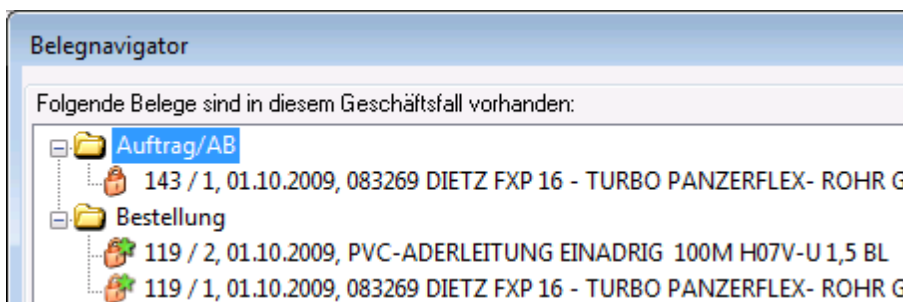 Belegnavigator
Folgende Belege sind in diesem Geschäftsfall vorhanden:
Auftrag/AB
143 / 1, 01.10.2009, 083269 DIETZ FXP 16 - TURBO PANZERFLEX- ROHR G
Bestellung
119 / 2, 01.10.2009, PVC-ADERLEITUNG EINADRIG 100M H07V-U 1,5 BL
119 / 1, 01.10.2009, 083269 DIETZ FXP 16 - TURBO PANZERFLEX- ROHR G